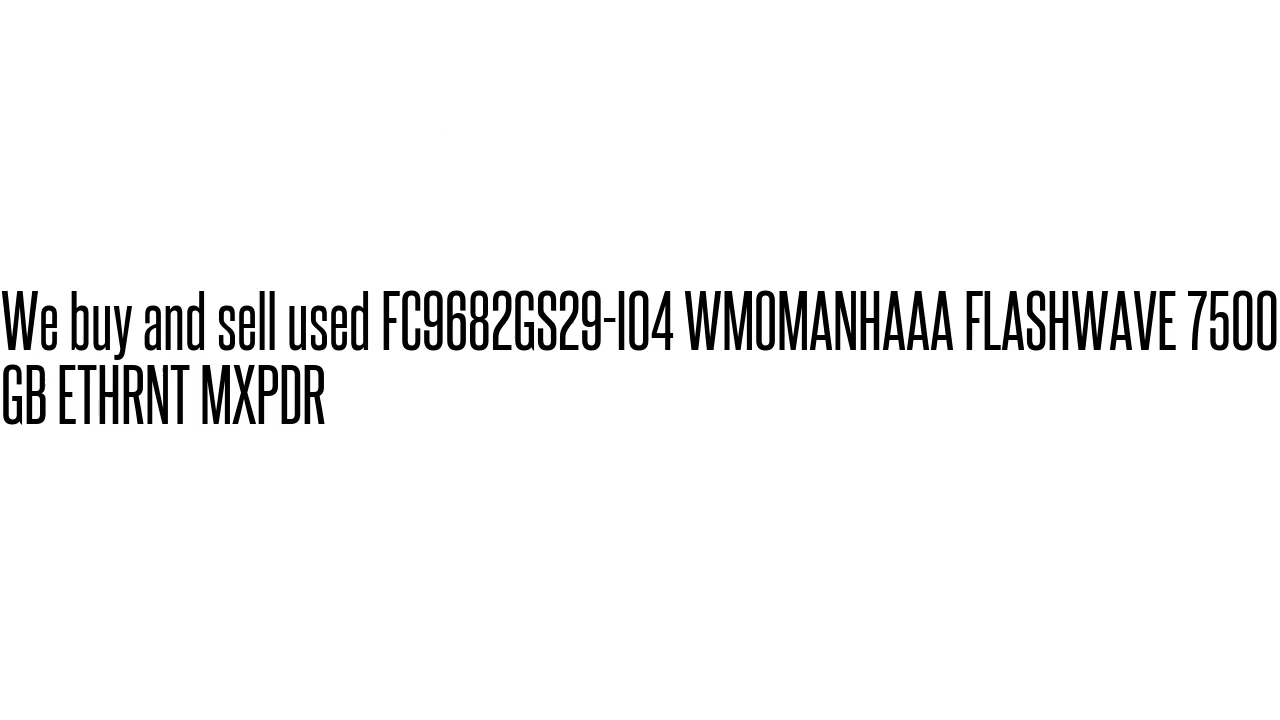 We buy and sell used FC9682GS29-I04 WMOMANHAAA FLASHWAVE 7500
GB ETHRNT MXPDR